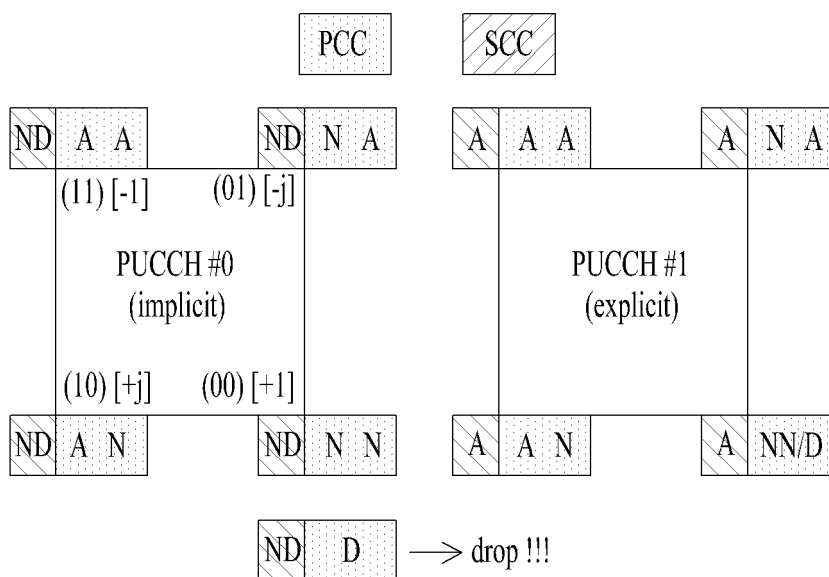 PCC SCC
ND A A ND N A A A A A N A
(11) [-1] (01) [-j]
PUCCH #0 PUCCH #1
(implicit) (explicit)
(10) [+j] (00) [+1]
ND A N ND N N A A N A NN/D
ND D drop !!!